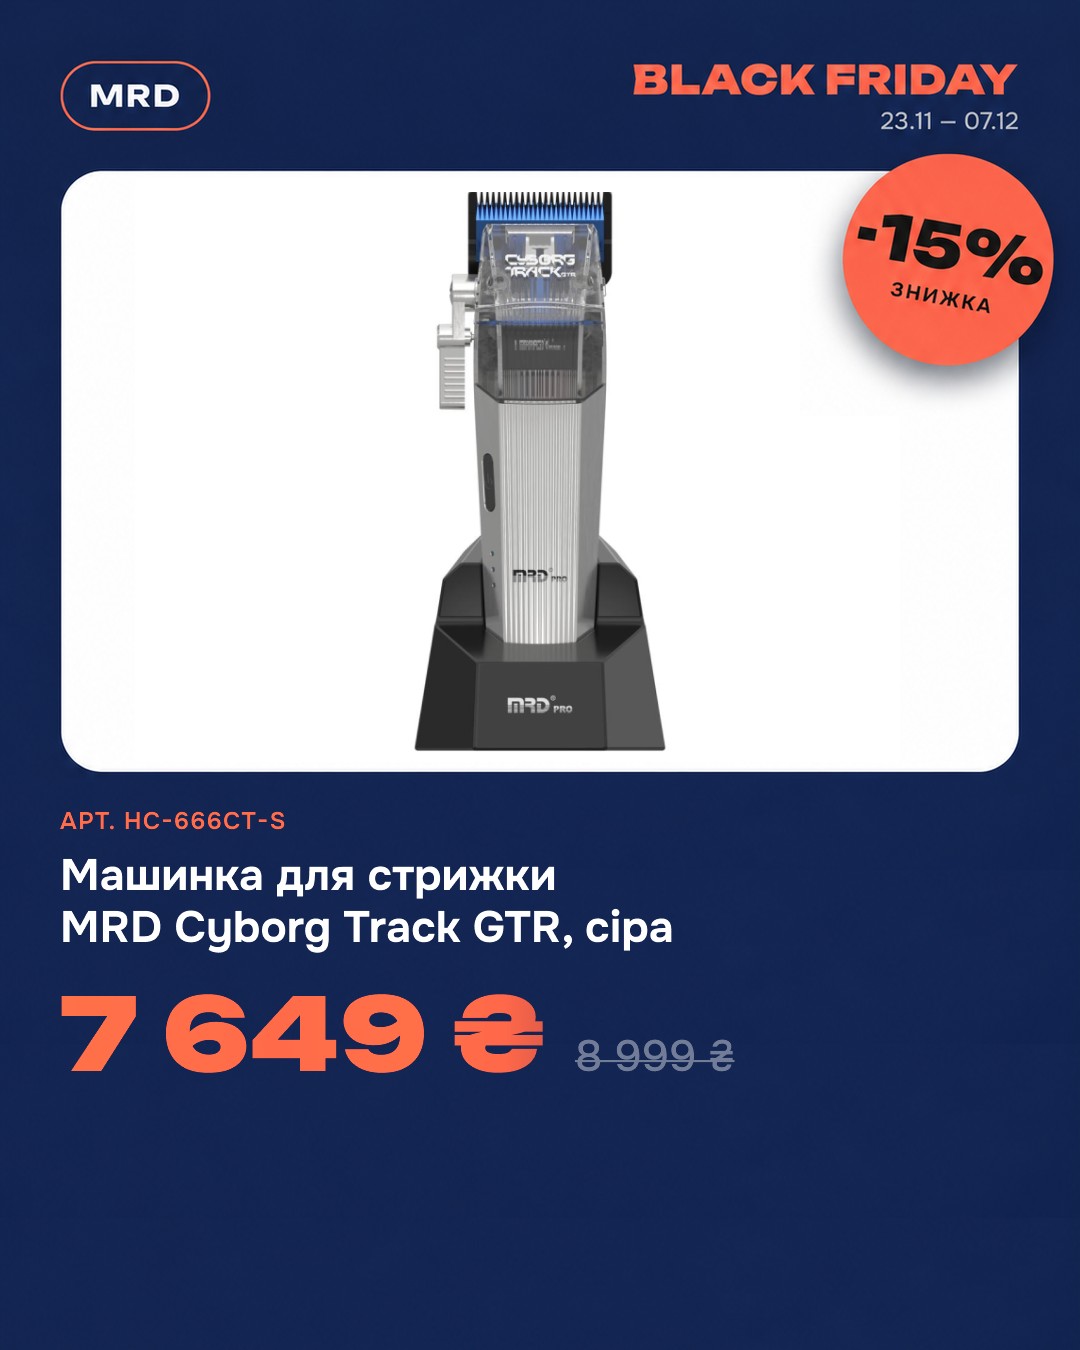 MRD
BLACK FRIDAY
23.11 – 07.12
-15%
ЗНИЖКА
CYBORG
TRACK GTR
MRD® PRO
MRD® PRO
АРТ. HC-666CT-S
Машинка для стрижки
MRD Cyborg Track GTR, сіра
7 649 ₴ 8 999 ₴